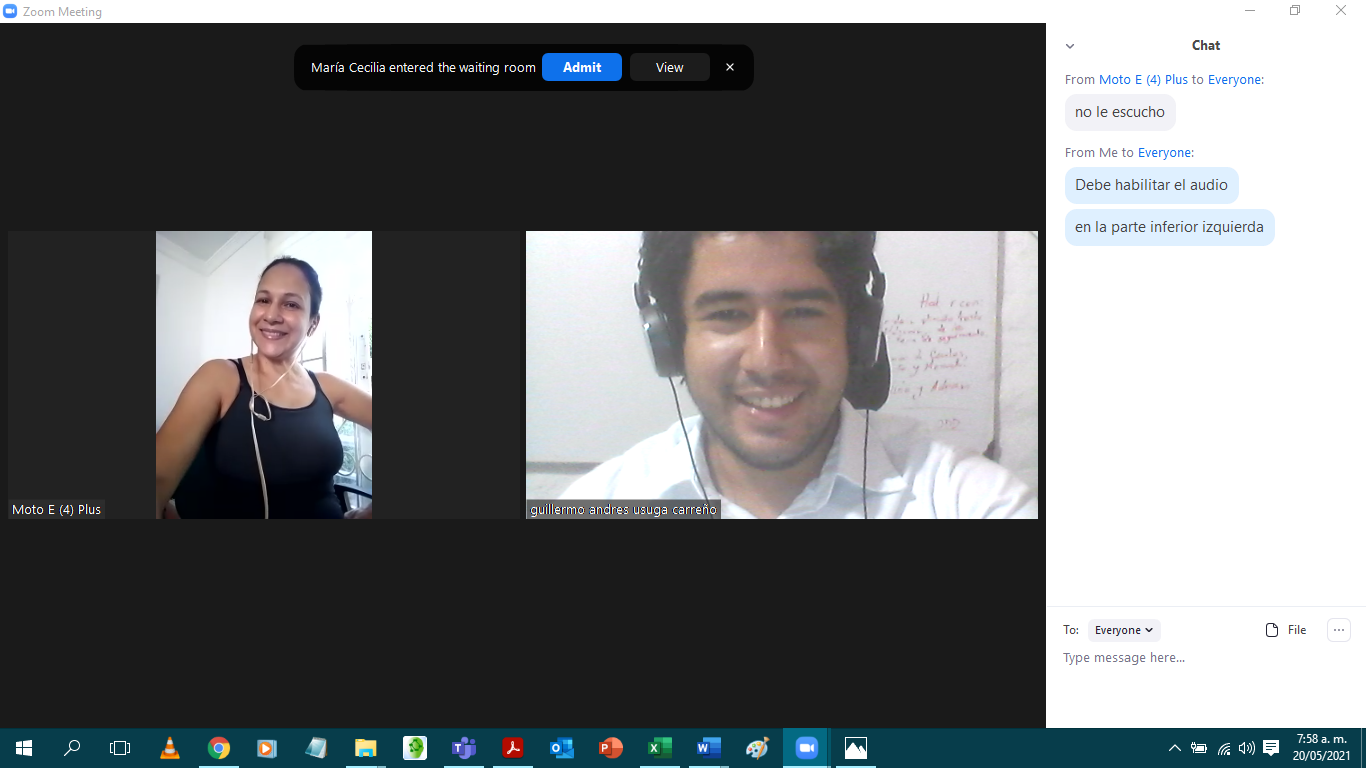 Zoom Meeting
María Cecilia entered the waiting room
Admit
View
Chat
From Moto E (4) Plus to Everyone:
no le escucho
From Me to Everyone:
Debe habilitar el audio
en la parte inferior izquierda
Moto E (4) Plus
guillermo andres usuga carreño
To:
Everyone
File
Type message here...
7:58 a. m.
20/05/2021